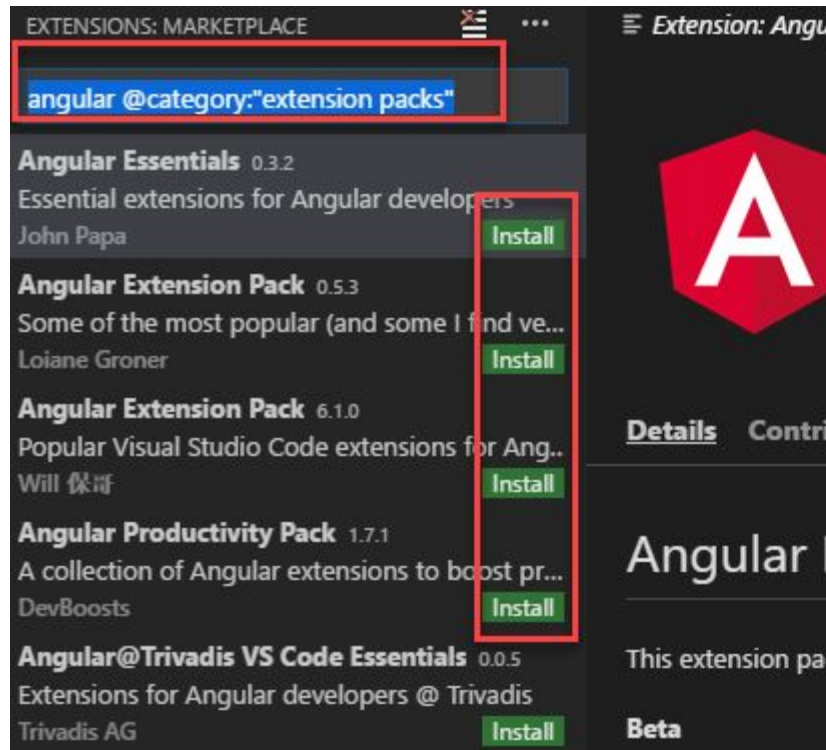 EXTENSIONS: MARKETPLACE
angular @category:"extension packs"
Angular Essentials 0.3.2
Essential extensions for Angular developers
John Papa Install
Angular Extension Pack 0.5.3
Some of the most popular (and some I find ve...
Loiane Groner Install
Angular Extension Pack 6.1.0
Popular Visual Studio Code extensions for Ang..
Will 保哥 Install
Angular Productivity Pack 1.7.1
A collection of Angular extensions to boost pr...
DevBoosts Install
Angular@Trivadis VS Code Essentials 0.0.5
Extensions for Angular developers @ Trivadis
Trivadis AG Install
Extension: Angu
A
Details Contri
Angular
This extension pa
Beta